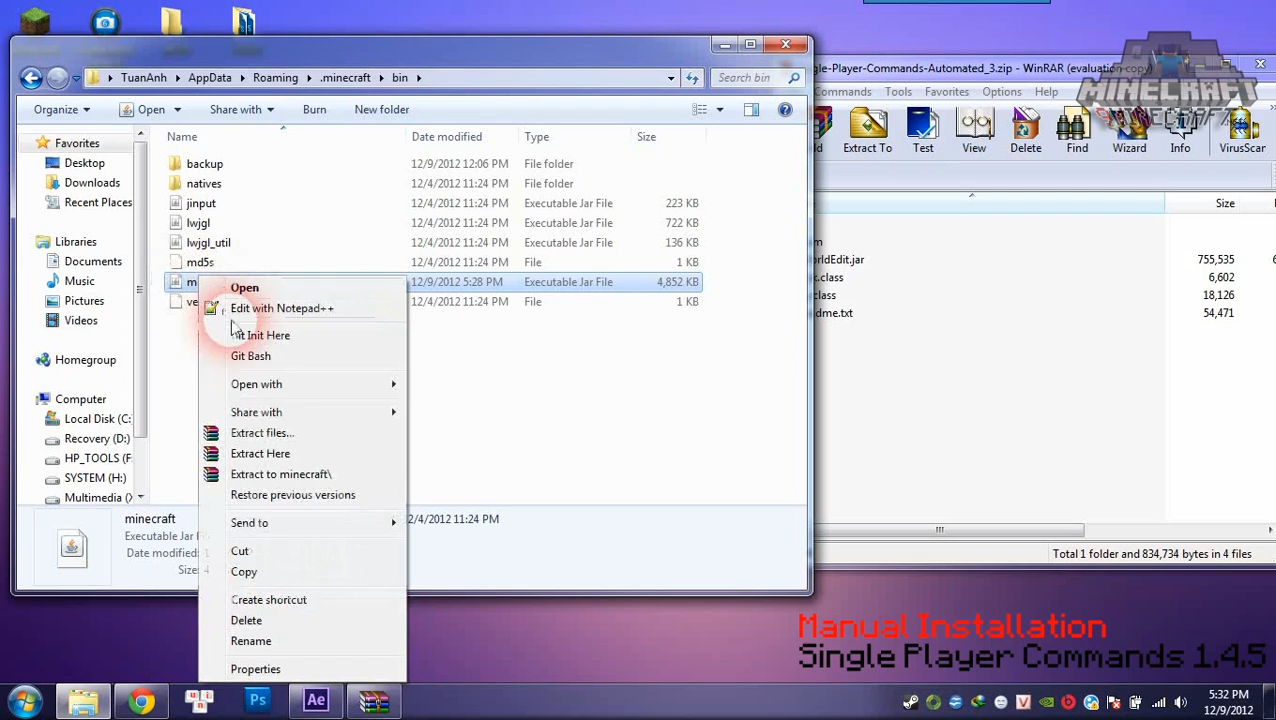 ngle-Player-Commands-Automated_3.zip - WinRAR (evaluation copy)
MINECRAFT
TuanAnh AppData Roaming .minecraft bin
Search bin
Commands Tools Favorites Options Help
Organize Open Share with Burn New folder
Extract To Test View Delete Find Wizard Info VirusScan
Name Date modified Type Size
Favorites
Desktop
Downloads
Recent Places
Libraries
Documents
Music
Pictures
Videos
Homegroup
Computer
Local Disk (C:
Recovery (D:)
HP_TOOLS (F:
SYSTEM (H:)
Multimedia (
backup 12/9/2012 12:06 PM File folder
natives 12/4/2012 11:24 PM File folder
jinput 12/4/2012 11:24 PM Executable Jar File 223 KB
lwjgl 12/4/2012 11:24 PM Executable Jar File 722 KB
lwjgl_util 12/4/2012 11:24 PM Executable Jar File 136 KB
md5s 12/4/2012 11:24 PM File 1 KB
m 12/9/2012 5:28 PM Executable Jar File 4,852 KB
ve 12/4/2012 11:24 PM File 1 KB
Open
Edit with Notepad++
it Init Here
Git Bash
Open with
Share with
Extract files...
Extract Here
Extract to minecraft\
Restore previous versions
Send to
Cut
Copy
Create shortcut
Delete
Rename
Properties
minecraft 12/4/2012 11:24 PM
Executable Jar Fi
Date modified:
Size:
Size
m
orldEdit.jar 755,535
.class 6,602
class 18,126
dme.txt 54,471
Total 1 folder and 834,734 bytes in 4 files
Manual Installation
Single Player Commands 1.4.5
Ps
Ae
5:32 PM
12/9/2012